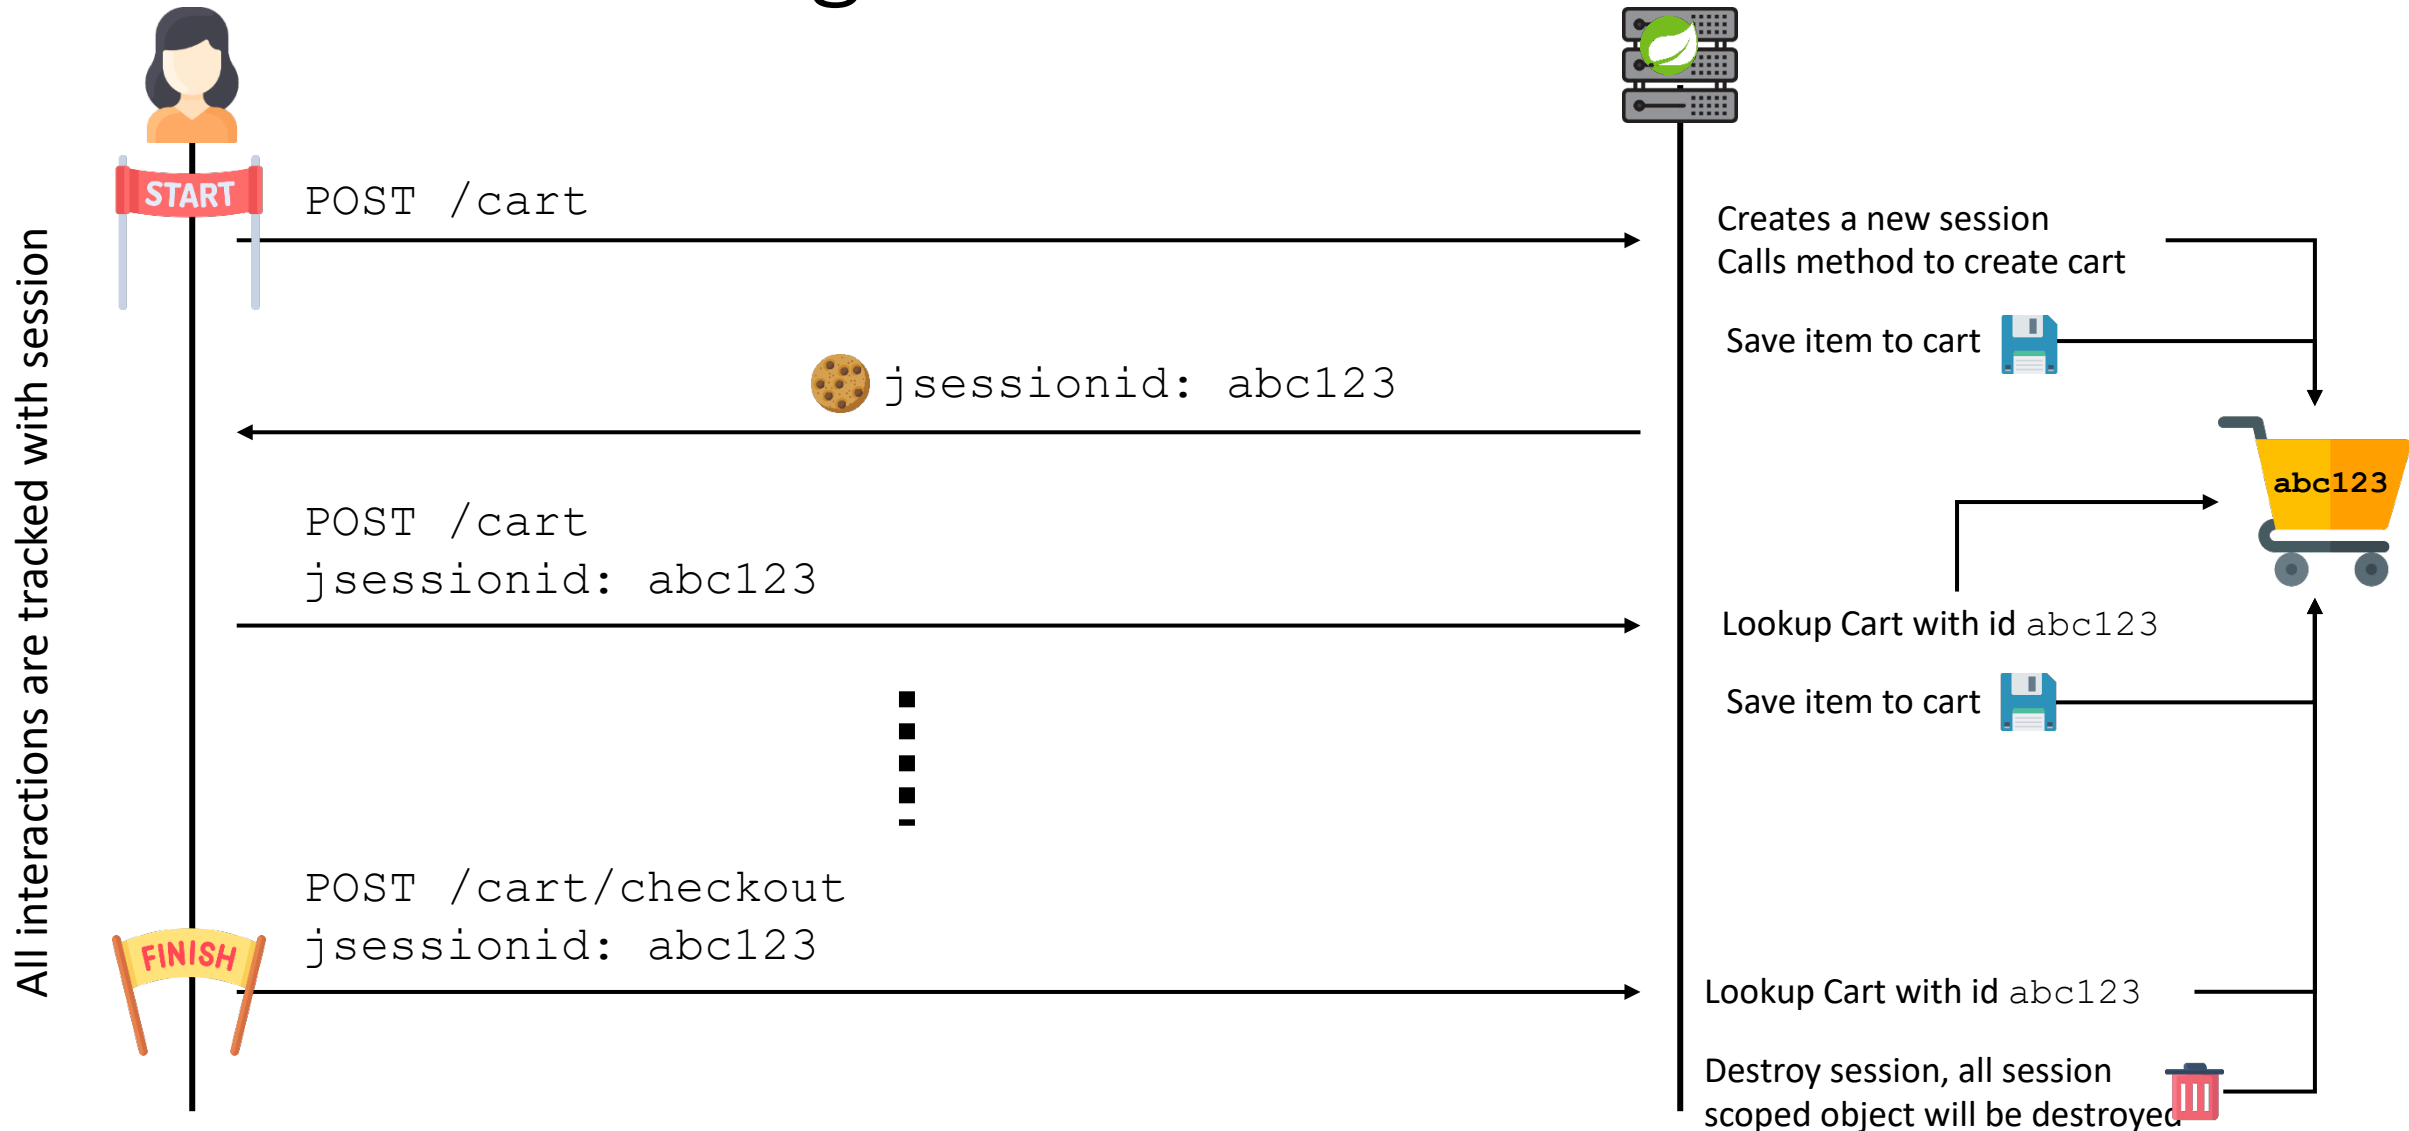 START
POST /cart
Creates a new session
Calls method to create cart
Save item to cart
jsessionid: abc123
abc123
POST /cart
jsessionid: abc123
Lookup Cart with id abc123
Save item to cart
All interactions are tracked with session
POST /cart/checkout
jsessionid: abc123
FINISH
Lookup Cart with id abc123
Destroy session, all session
scoped object will be destroyed